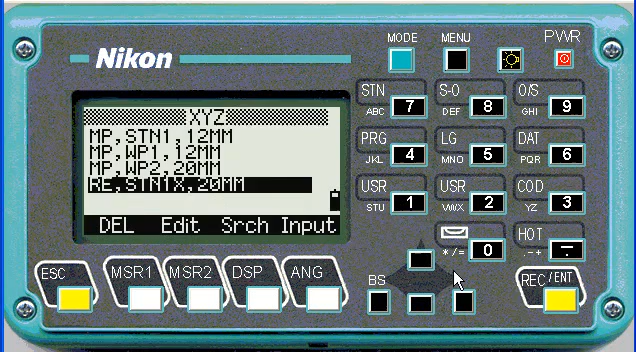 MODE MENU PWR
Nikon
XYZ
MP,STN1,12MM
MP,WP1,12MM
MP,WP2,20MM
RE,STN1X,20MM
DEL Edit Srch Input
STN ABC 7
S-O DEF 8
O/S GHI 9
PRG JKL 4
LG MNO 5
DAT PQR 6
USR STU 1
USR VWX 2
COD YZ 3
*/= 0
HOT .-+ −.
ESC MSR1 MSR2 DSP ANG
BS
REC/ENT